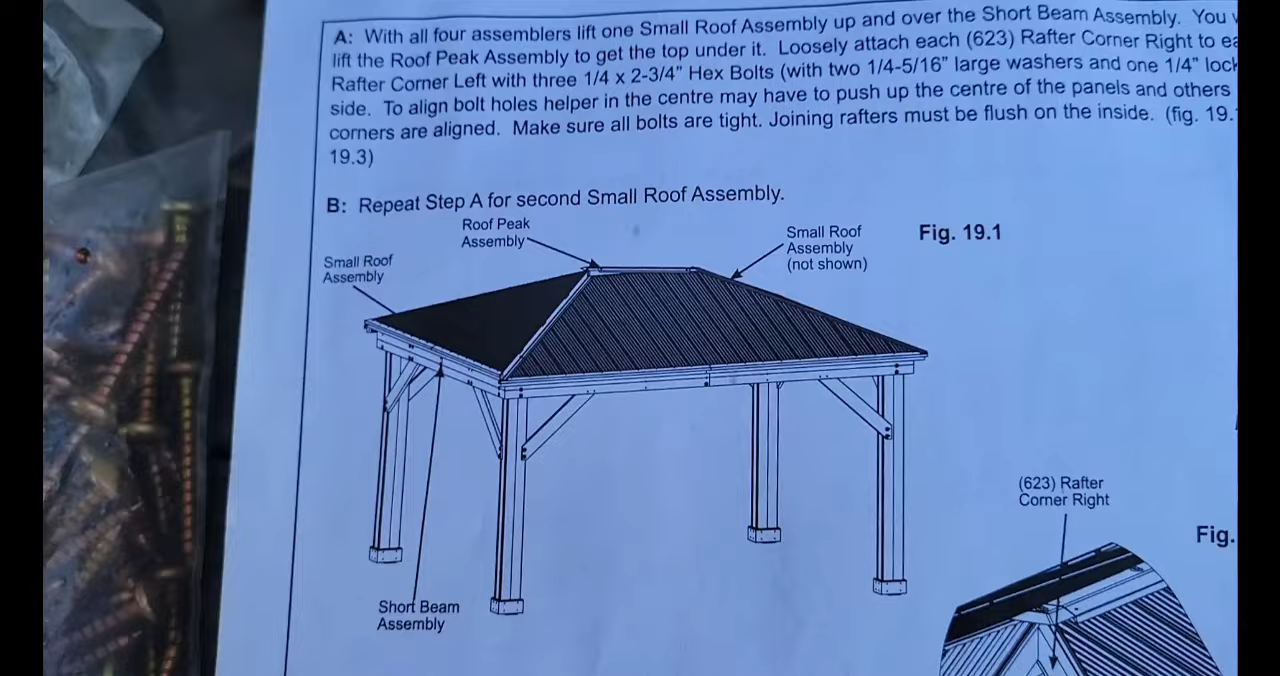 A: With all four assemblers lift one Small Roof Assembly up and over the Short Beam Assembly. You
lift the Roof Peak Assembly to get the top under it. Loosely attach each (623) Rafter Corner Right to
Rafter Corner Left with three 1/4 x 2-3/4" Hex Bolts (with two 1/4-5/16" large washers and one 1/4" lock
side. To align bolt holes helper in the centre may have to push up the centre of the panels and others
corners are aligned. Make sure all bolts are tight. Joining rafters must be flush on the inside. (fig. 19.
19.3)
B: Repeat Step A for second Small Roof Assembly.
Roof Peak
Assembly
Small Roof
Assembly
(not shown)
Fig. 19.1
Small Roof
Assembly
(623) Rafter
Corner Right
Fig.
Short Beam
Assembly